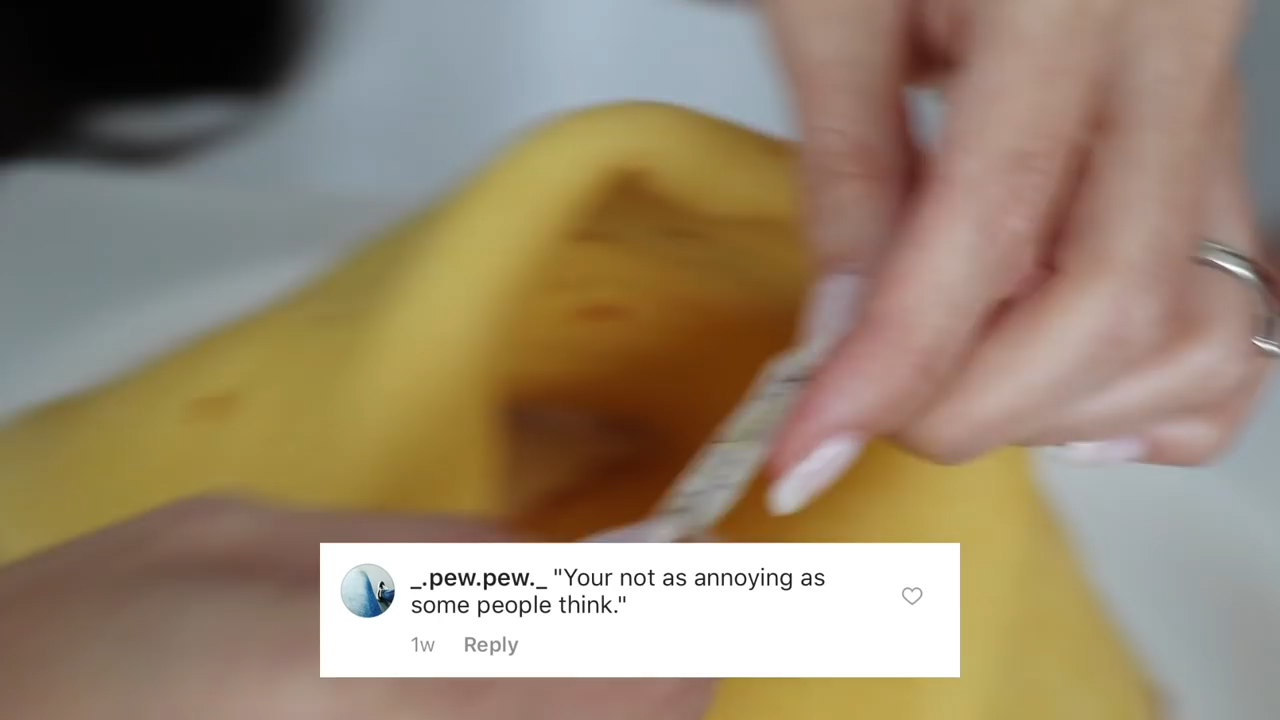 _.pew.pew._ "Your not as annoying as
some people think."
1w Reply